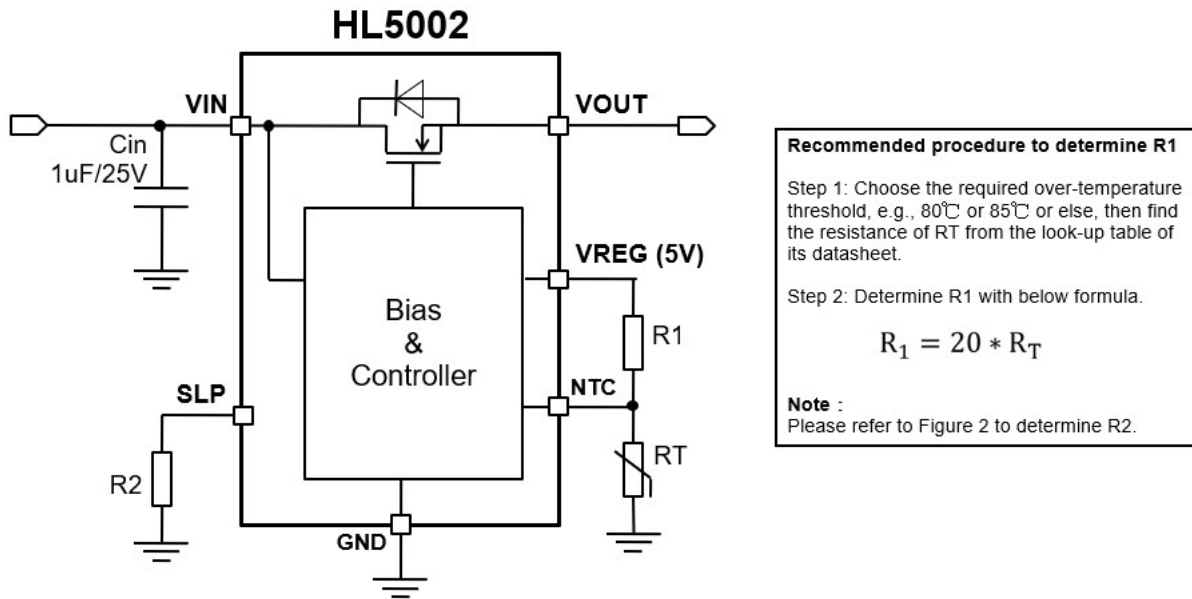 HL5002
VIN
VOUT
Cin
1uF/25V
VREG (5V)
R1
Bias
&
Controller
SLP
NTC
R2
RT
GND
Recommended procedure to determine R1
Step 1: Choose the required over-temperature
threshold, e.g., 80℃ or 85℃ or else, then find
the resistance of RT from the look-up table of
its datasheet.
Step 2: Determine R1 with below formula.
R₁ = 20 * R_T
Note :
Please refer to Figure 2 to determine R2.